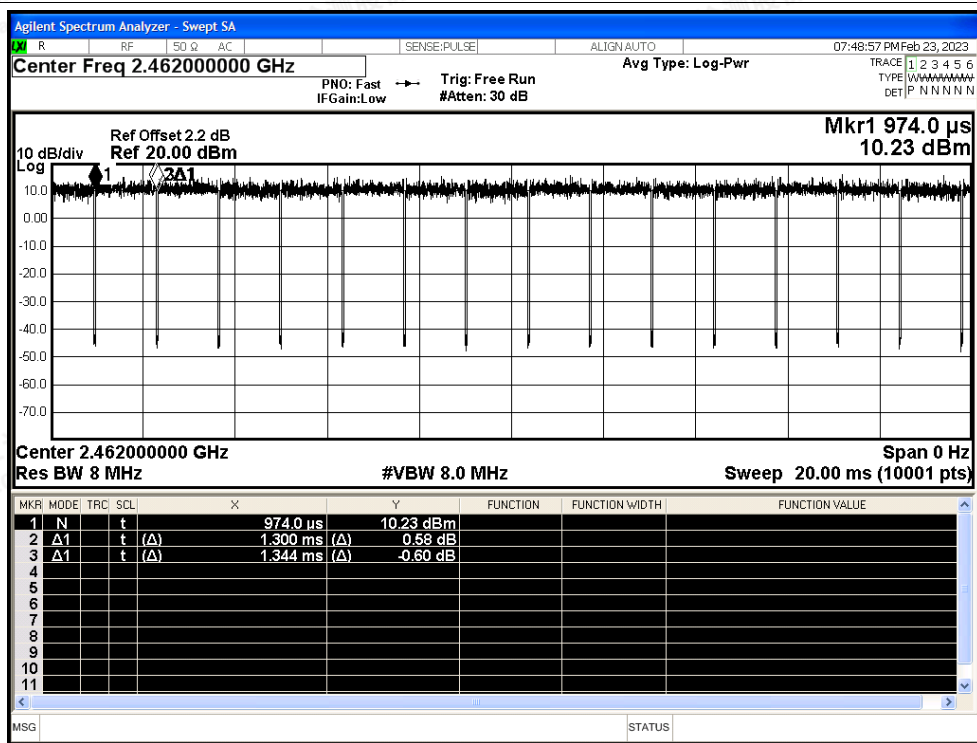 Agilent Spectrum Analyzer - Swept SA
LXI R RF 50 Ω AC SENSE:PULSE ALIGN AUTO 07:48:57 PM Feb 23, 2023
Center Freq 2.462000000 GHz
PNO: Fast Trig: Free Run
IFGain:Low #Atten: 30 dB
Avg Type: Log-Pwr
TRACE 1 2 3 4 5 6
TYPE
DET P N N N N N
Mkr1 974.0 µs
10.23 dBm
Ref Offset 2.2 dB
10 dB/div Ref 20.00 dBm
Log
1
3Δ1
10.0
0.00
-10.0
-20.0
-30.0
-40.0
-50.0
-60.0
-70.0
Center 2.462000000 GHz Span 0 Hz
Res BW 8 MHz #VBW 8.0 MHz Sweep 20.00 ms (10001 pts)
MKR MODE TRC SCL X Y FUNCTION FUNCTION WIDTH FUNCTION VALUE
1 N t 974.0 µs 10.23 dBm
2 Δ1 t (Δ) 1.300 ms (Δ) 0.58 dB
3 Δ1 t (Δ) 1.344 ms (Δ) -0.60 dB
4
5
6
7
8
9
10
11
MSG STATUS